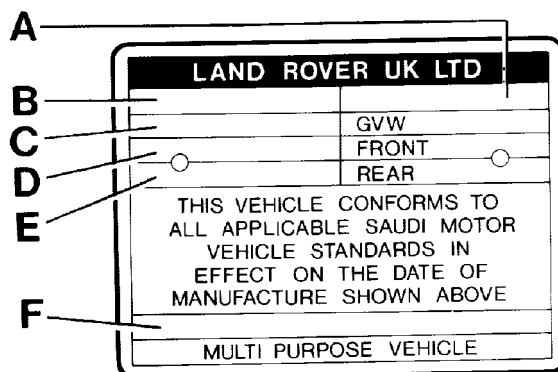 A
LAND ROVER UK LTD
B
C
GVW
D
FRONT
E
REAR
THIS VEHICLE CONFORMS TO
ALL APPLICABLE SAUDI MOTOR
VEHICLE STANDARDS IN
EFFECT ON THE DATE OF
MANUFACTURE SHOWN ABOVE
F
MULTI PURPOSE VEHICLE